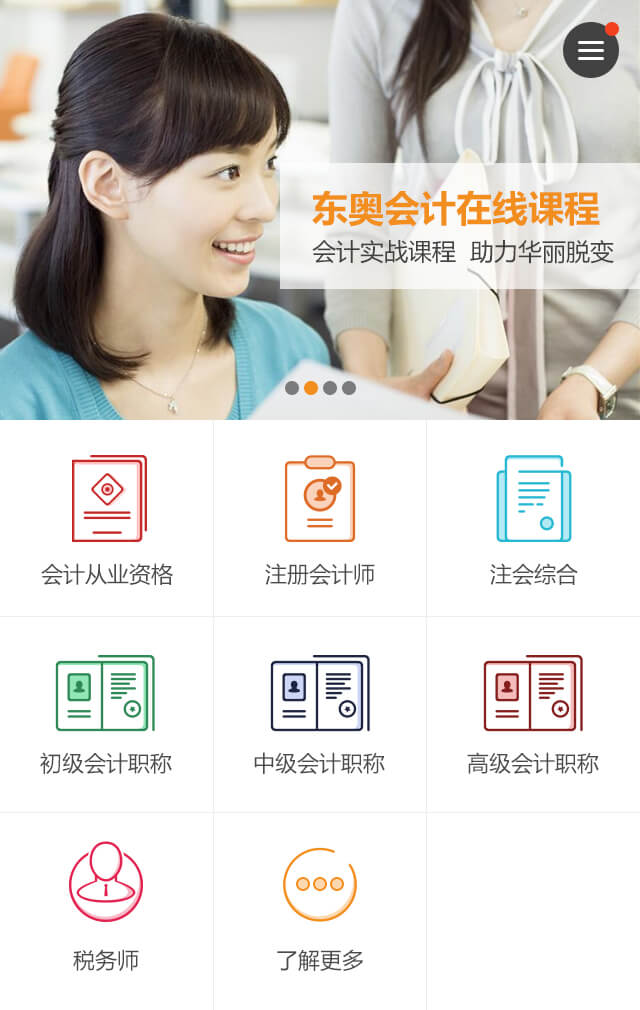 东奥会计在线课程
会计实战课程 助力华丽脱变
会计从业资格
注册会计师
注会综合
初级会计职称
中级会计职称
高级会计职称
税务师
了解更多